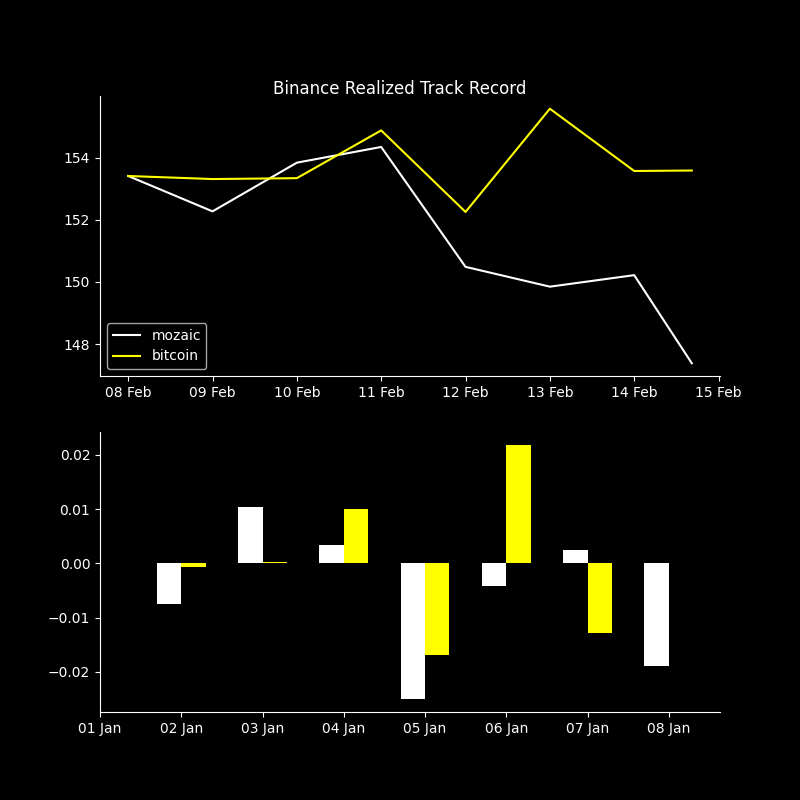 Binance Realized Track Record
154
152
150
148
mozaic
bitcoin
08 Feb 09 Feb 10 Feb 11 Feb 12 Feb 13 Feb 14 Feb 15 Feb
0.02
0.01
0.00
−0.01
−0.02
01 Jan 02 Jan 03 Jan 04 Jan 05 Jan 06 Jan 07 Jan 08 Jan